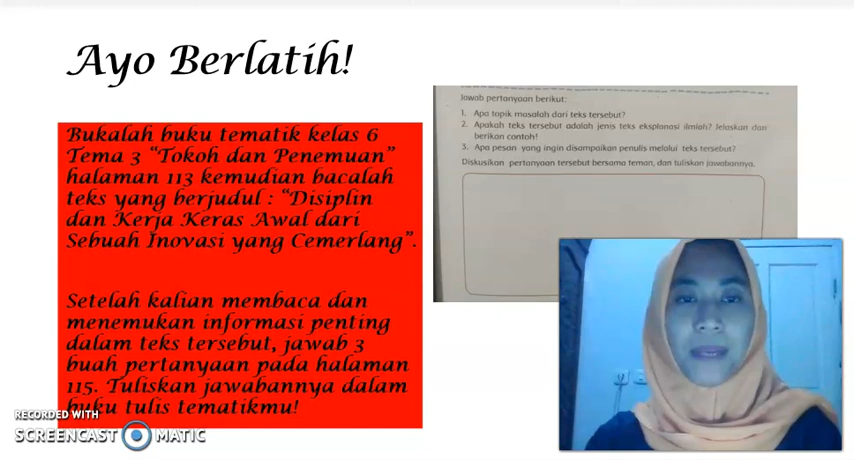 Ayo Berlatih!
Bukalah buku tematik kelas 6
Tema 3 “Tokoh dan Penemuan”
halaman 113 kemudian bacalah
teks yang berjudul : “Disiplin
dan Kerja Keras Awal dari
Sebuah Inovasi yang Cemerlang”.
Setelah kalian membaca dan
menemukan informasi penting
dalam teks tersebut, jawab 3
buah pertanyaan pada halaman
115. Tuliskan jawabannya dalam
buku tulis tematikmu!
Jawab pertanyaan berikut:
1. Apa topik masalah dari teks tersebut?
2. Apakah teks tersebut adalah jenis teks eksplanasi ilmiah? Jelaskan dan
berikan contoh!
3. Apa pesan yang ingin disampaikan penulis melalui teks tersebut?
Diskusikan pertanyaan tersebut bersama teman, dan tuliskan jawabannya.
RECORDED WITH
SCREENCAST MATIC